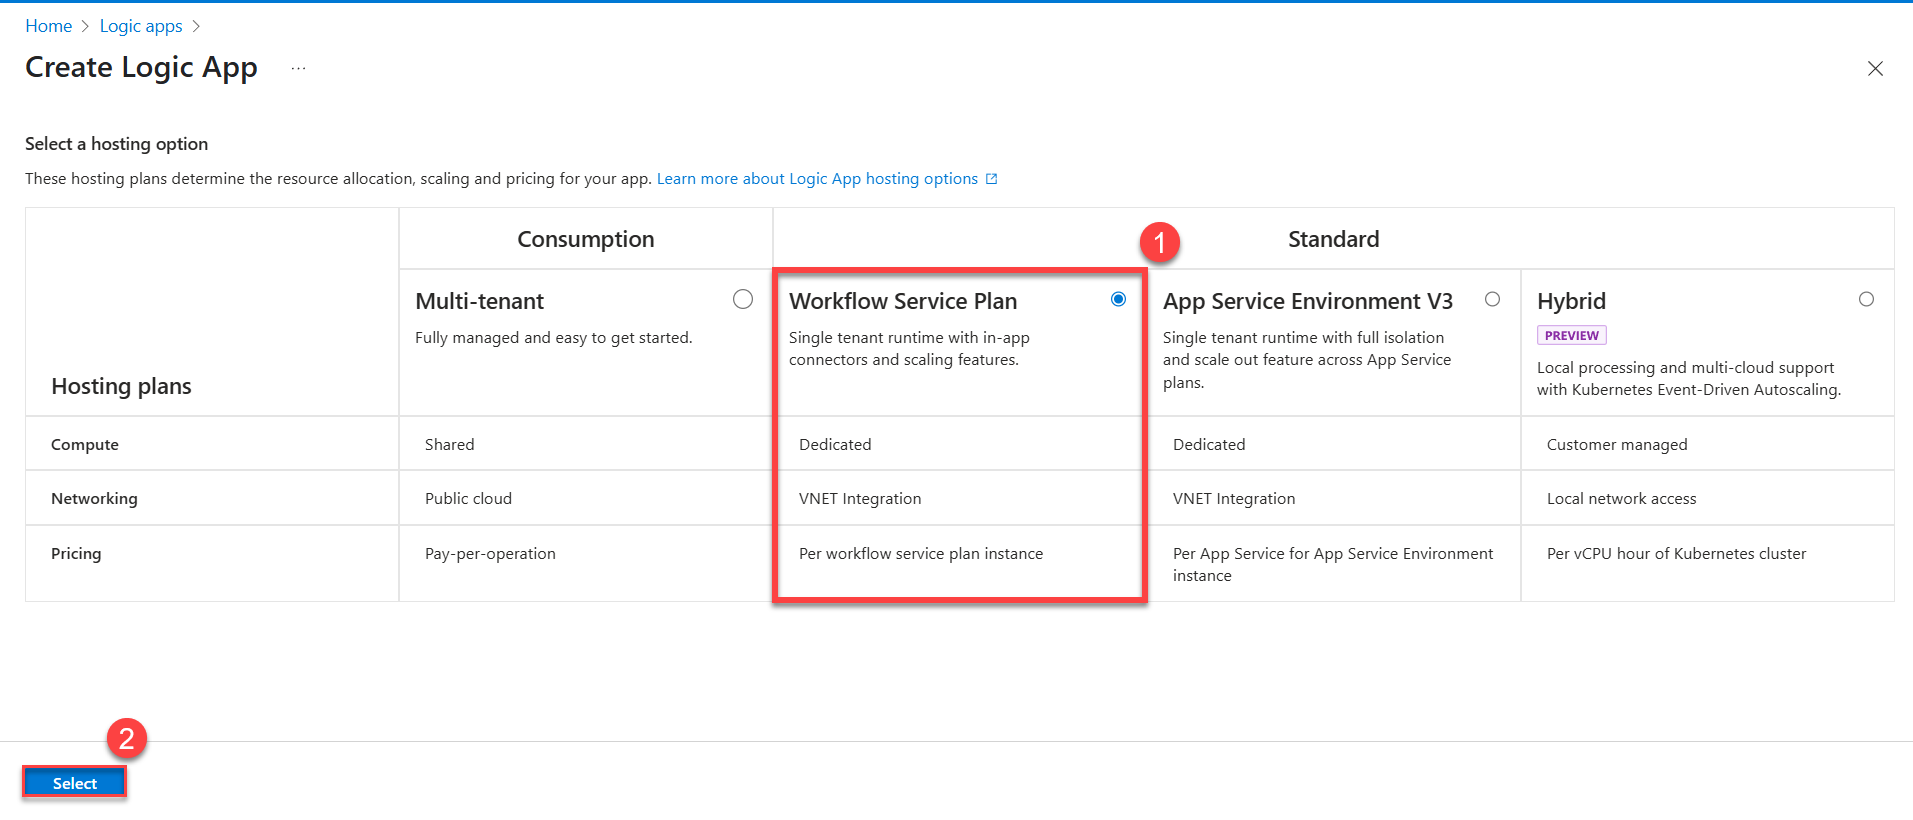 Home > Logic apps >
Create Logic App ...
Select a hosting option
These hosting plans determine the resource allocation, scaling and pricing for your app. Learn more about Logic App hosting options
Consumption
1
Standard
Hosting plans
Multi-tenant
Fully managed and easy to get started.
Workflow Service Plan
Single tenant runtime with in-app
connectors and scaling features.
App Service Environment V3
Single tenant runtime with full isolation
and scale out feature across App Service
plans.
Hybrid
PREVIEW
Local processing and multi-cloud support
with Kubernetes Event-Driven Autoscaling.
Compute
Shared
Dedicated
Dedicated
Customer managed
Networking
Public cloud
VNET Integration
VNET Integration
Local network access
Pricing
Pay-per-operation
Per workflow service plan instance
Per App Service for App Service Environment
instance
Per vCPU hour of Kubernetes cluster
2
Select